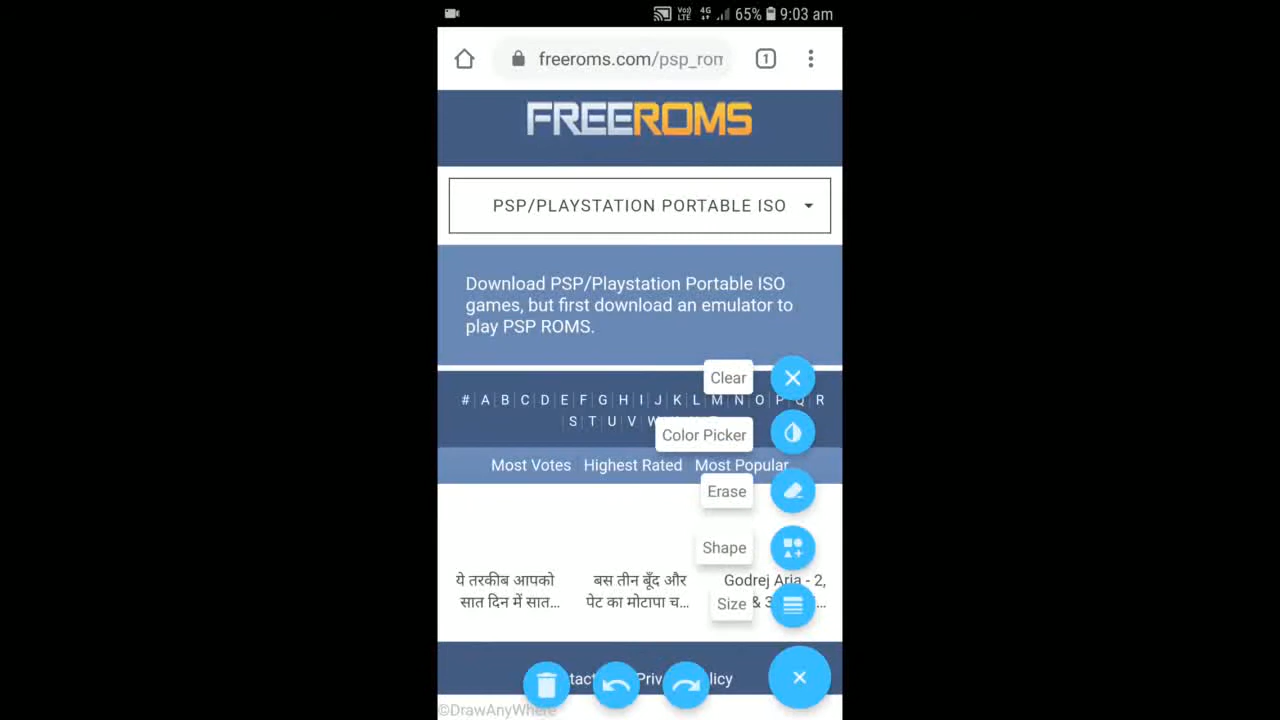 65% 9:03 am
freeroms.com/psp_rom
1
FREEROMS
PSP/PLAYSTATION PORTABLE ISO
Download PSP/Playstation Portable ISO
games, but first download an emulator to
play PSP ROMS.
Clear
# A B C D E F G H I J K L M N O P Q R
S T U V W
Color Picker
Most Votes Highest Rated Most Popular
Erase
Shape
ये तरकीब आपको
सात दिन में सात...
बस तीन बूँद और
पेट का मोटापा च...
Godrej Aria - 2,
& 3
Size
©DrawAnyWhere